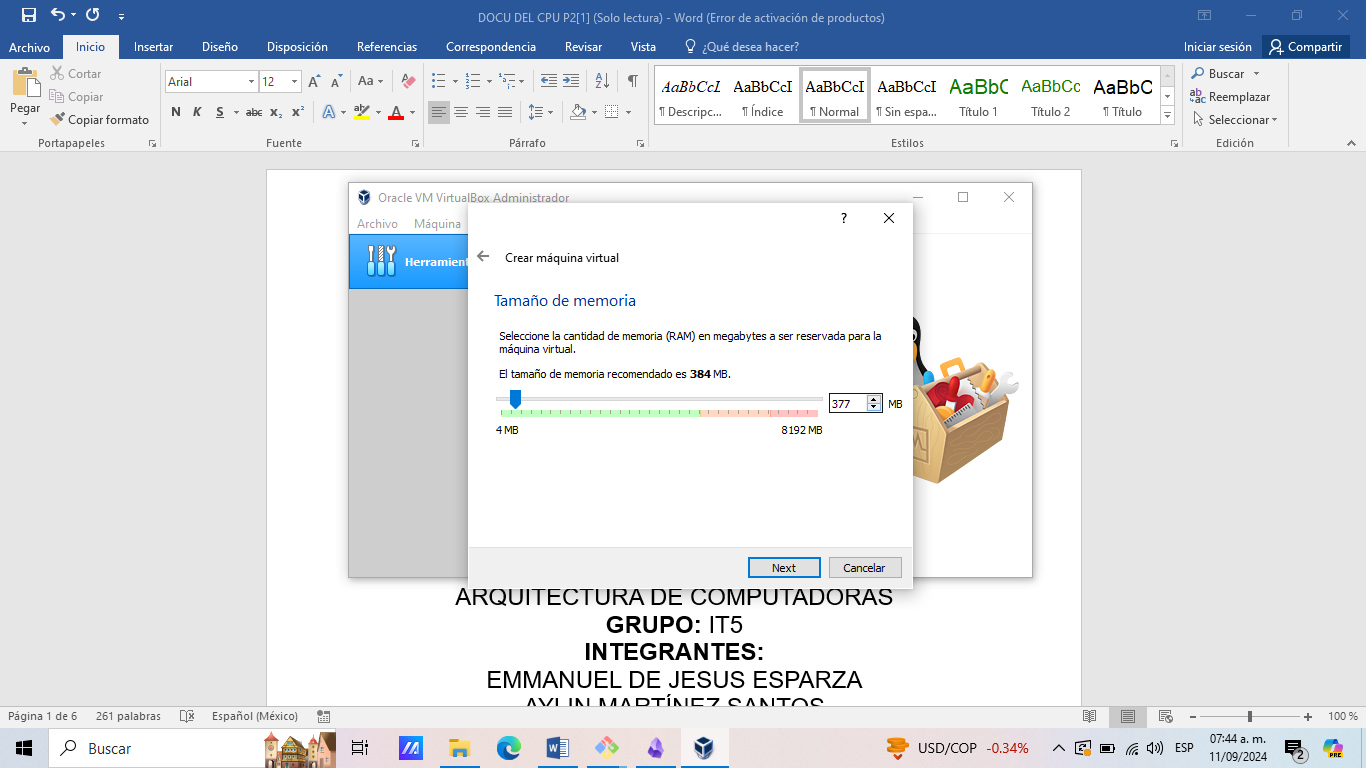 DOCU DEL CPU P2[1] (Solo lectura) - Word (Error de activación de productos)
Archivo Inicio Insertar Diseño Disposición Referencias Correspondencia Revisar Vista ¿Qué desea hacer? Iniciar sesión Compartir
Pegar
Cortar
Copiar
Copiar formato
Portapapeles
Arial 12
N K S abc x₂ x²
Fuente
Párrafo
AaBbCcL AaBbCcI AaBbCcI AaBbCcI AaBbC AaBbCc AaBbC
¶ Descripc... ¶ Índice ¶ Normal ¶ Sin espa... Título 1 Título 2 ¶ Título
Estilos
Buscar
Reemplazar
Seleccionar
Edición
Oracle VM VirtualBox Administrador
Archivo Máquina
Herramient
?
Crear máquina virtual
Tamaño de memoria
Seleccione la cantidad de memoria (RAM) en megabytes a ser reservada para la
máquina virtual.
El tamaño de memoria recomendado es 384 MB.
377 MB
4 MB 8192 MB
Next Cancelar
ARQUITECTURA DE COMPUTADORAS
GRUPO: IT5
INTEGRANTES:
EMMANUEL DE JESUS ESPARZA
AYLIN MARTÍNEZ SANTOS
Página 1 de 6 261 palabras Español (México) 100 %
Buscar
USD/COP -0.34% ESP 07:44 a. m.
11/09/2024
2
PRE